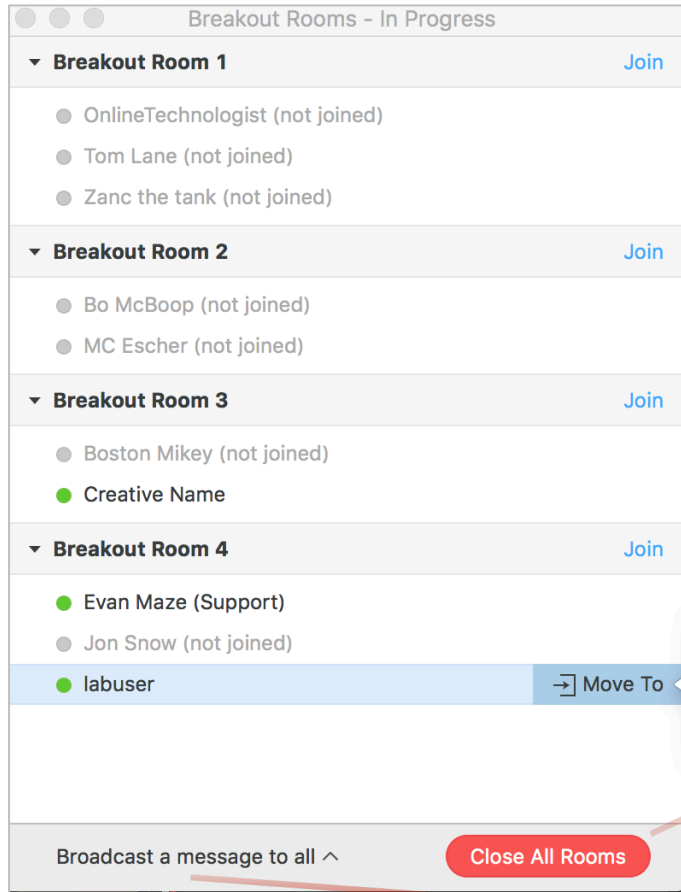 Breakout Rooms - In Progress
Breakout Room 1 Join
OnlineTechnologist (not joined)
Tom Lane (not joined)
Zanc the tank (not joined)
Breakout Room 2 Join
Bo McBoop (not joined)
MC Escher (not joined)
Breakout Room 3 Join
Boston Mikey (not joined)
Creative Name
Breakout Room 4 Join
Evan Maze (Support)
Jon Snow (not joined)
labuser Move To
Broadcast a message to all Close All Rooms